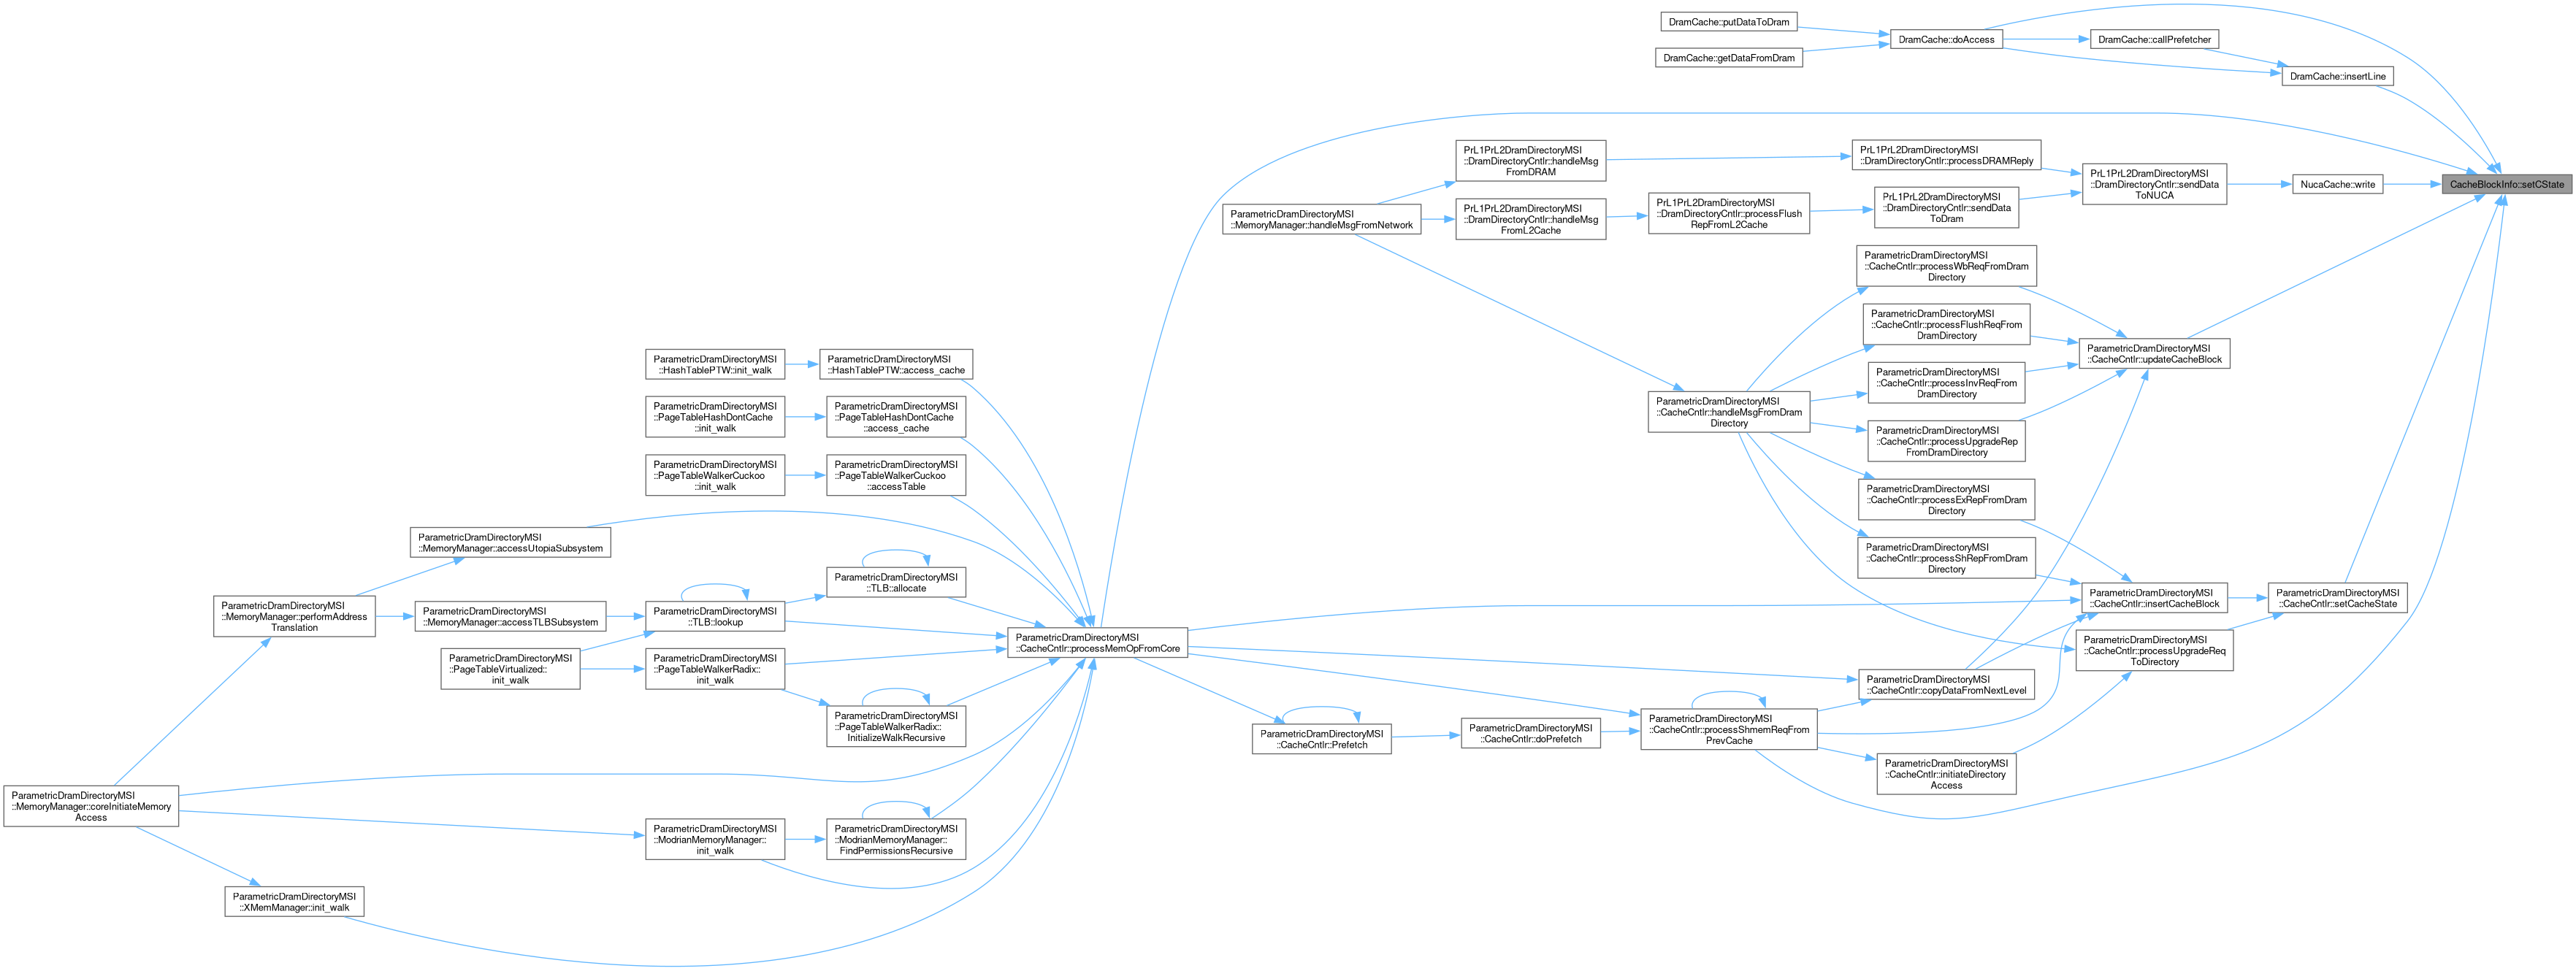 DramCache::putDataToDram
DramCache::getDataFromDram
DramCache::doAccess
DramCache::callPrefetcher
DramCache::insertLine
CacheBlockInfo::setCState
NucaCache::write
PrL1PrL2DramDirectoryMSI
::DramDirectoryCntlr::sendData
ToNUCA
PrL1PrL2DramDirectoryMSI
::DramDirectoryCntlr::processDRAMReply
PrL1PrL2DramDirectoryMSI
::DramDirectoryCntlr::sendData
ToDram
PrL1PrL2DramDirectoryMSI
::DramDirectoryCntlr::processFlush
RepFromL2Cache
PrL1PrL2DramDirectoryMSI
::DramDirectoryCntlr::handleMsg
FromDRAM
PrL1PrL2DramDirectoryMSI
::DramDirectoryCntlr::handleMsg
FromL2Cache
ParametricDramDirectoryMSI
::MemoryManager::handleMsgFromNetwork
ParametricDramDirectoryMSI
::CacheCntlr::processWbReqFromDram
Directory
ParametricDramDirectoryMSI
::CacheCntlr::processFlushReqFrom
DramDirectory
ParametricDramDirectoryMSI
::CacheCntlr::processInvReqFrom
DramDirectory
ParametricDramDirectoryMSI
::CacheCntlr::processUpgradeRep
FromDramDirectory
ParametricDramDirectoryMSI
::CacheCntlr::processExRepFromDram
Directory
ParametricDramDirectoryMSI
::CacheCntlr::processShRepFromDram
Directory
ParametricDramDirectoryMSI
::CacheCntlr::updateCacheBlock
ParametricDramDirectoryMSI
::CacheCntlr::handleMsgFromDram
Directory
ParametricDramDirectoryMSI
::CacheCntlr::insertCacheBlock
ParametricDramDirectoryMSI
::CacheCntlr::setCacheState
ParametricDramDirectoryMSI
::CacheCntlr::processUpgradeReq
ToDirectory
ParametricDramDirectoryMSI
::CacheCntlr::copyDataFromNextLevel
ParametricDramDirectoryMSI
::CacheCntlr::initiateDirectory
Access
ParametricDramDirectoryMSI
::CacheCntlr::processShmemReqFrom
PrevCache
ParametricDramDirectoryMSI
::CacheCntlr::doPrefetch
ParametricDramDirectoryMSI
::CacheCntlr::Prefetch
ParametricDramDirectoryMSI
::CacheCntlr::processMemOpFromCore
ParametricDramDirectoryMSI
::HashTablePTW::access_cache
ParametricDramDirectoryMSI
::HashTablePTW::init_walk
ParametricDramDirectoryMSI
::PageTableHashDontCache
::access_cache
ParametricDramDirectoryMSI
::PageTableHashDontCache
::init_walk
ParametricDramDirectoryMSI
::PageTableWalkerCuckoo
::accessTable
ParametricDramDirectoryMSI
::PageTableWalkerCuckoo
::init_walk
ParametricDramDirectoryMSI
::MemoryManager::accessUtopiaSubsystem
ParametricDramDirectoryMSI
::TLB::allocate
ParametricDramDirectoryMSI
::TLB::lookup
ParametricDramDirectoryMSI
::MemoryManager::accessTLBSubsystem
ParametricDramDirectoryMSI
::MemoryManager::performAddress
Translation
ParametricDramDirectoryMSI
::PageTableVirtualized::
init_walk
ParametricDramDirectoryMSI
::PageTableWalkerRadix::
init_walk
ParametricDramDirectoryMSI
::PageTableWalkerRadix::
InitializeWalkRecursive
ParametricDramDirectoryMSI
::MemoryManager::coreInitiateMemory
Access
ParametricDramDirectoryMSI
::ModrianMemoryManager::
init_walk
ParametricDramDirectoryMSI
::ModrianMemoryManager::
FindPermissionsRecursive
ParametricDramDirectoryMSI
::XMemManager::init_walk